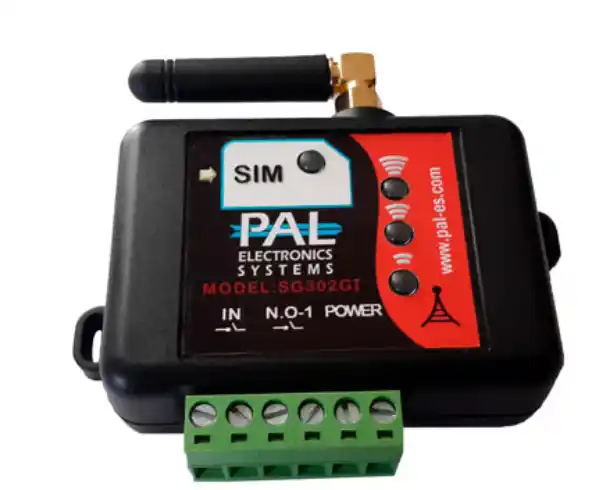 SIM
PAL
ELECTRONICS
SYSTEMS
MODEL:SG302GI
IN N.O-1 POWER
www.pal-es.com